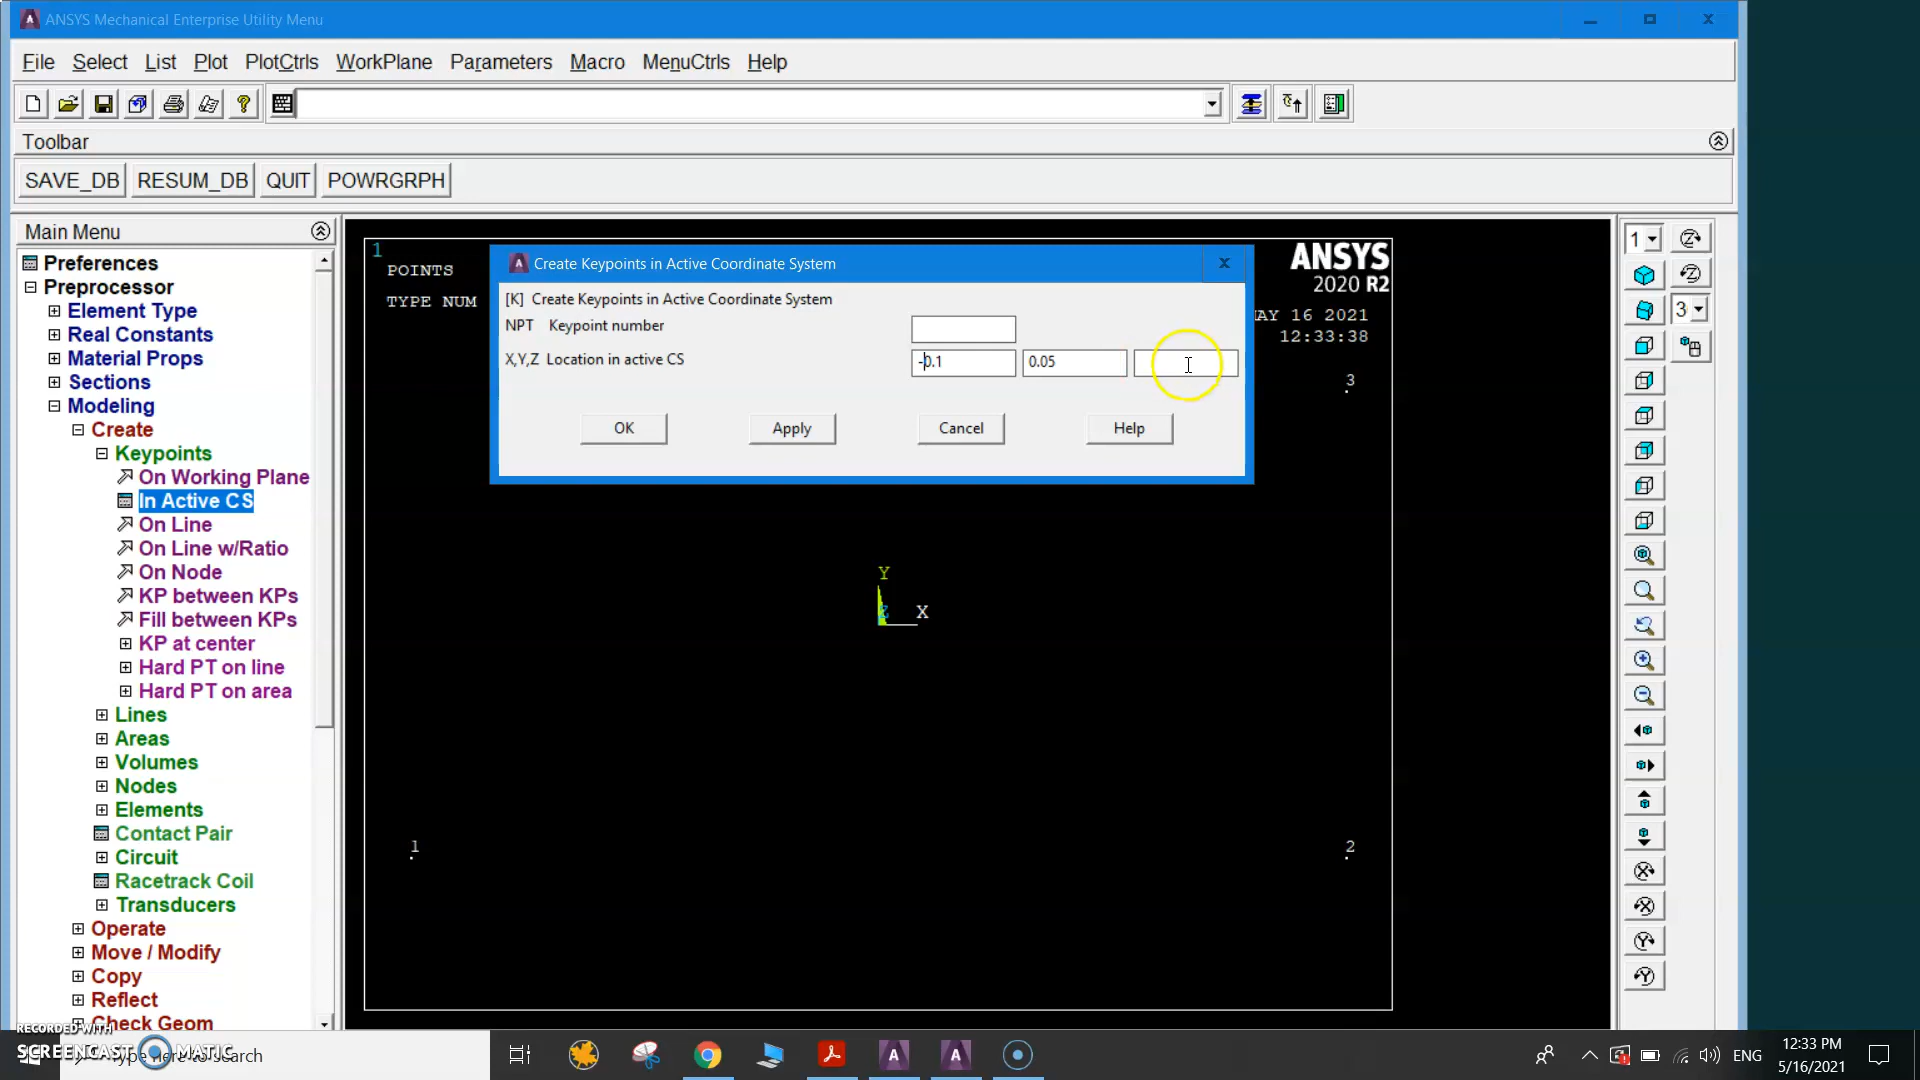 ANSYS Mechanical Enterprise Utility Menu
File Select List Plot PlotCtrls WorkPlane Parameters Macro MenuCtrls Help
Toolbar
SAVE_DB RESUM_DB QUIT POWRGRPH
Main Menu
Preferences
Preprocessor
Element Type
Real Constants
Material Props
Sections
Modeling
Create
Keypoints
On Working Plane
In Active CS
On Line
On Line w/Ratio
On Node
KP between KPs
Fill between KPs
KP at center
Hard PT on line
Hard PT on area
Lines
Areas
Volumes
Nodes
Elements
Contact Pair
Circuit
Racetrack Coil
Transducers
Operate
Move / Modify
Copy
Reflect
Check Geom
1
POINTS
TYPE NUM
ANSYS
2020 R2
MAY 16 2021
12:33:38
Create Keypoints in Active Coordinate System
[K] Create Keypoints in Active Coordinate System
NPT Keypoint number
X,Y,Z Location in active CS
-0.1 0.05
OK Apply Cancel Help
3
Y
Z X
1 2
1
3
RECORDED WITH
SCREENCAST MATIC
Type here to search
ENG
12:33 PM
5/16/2021